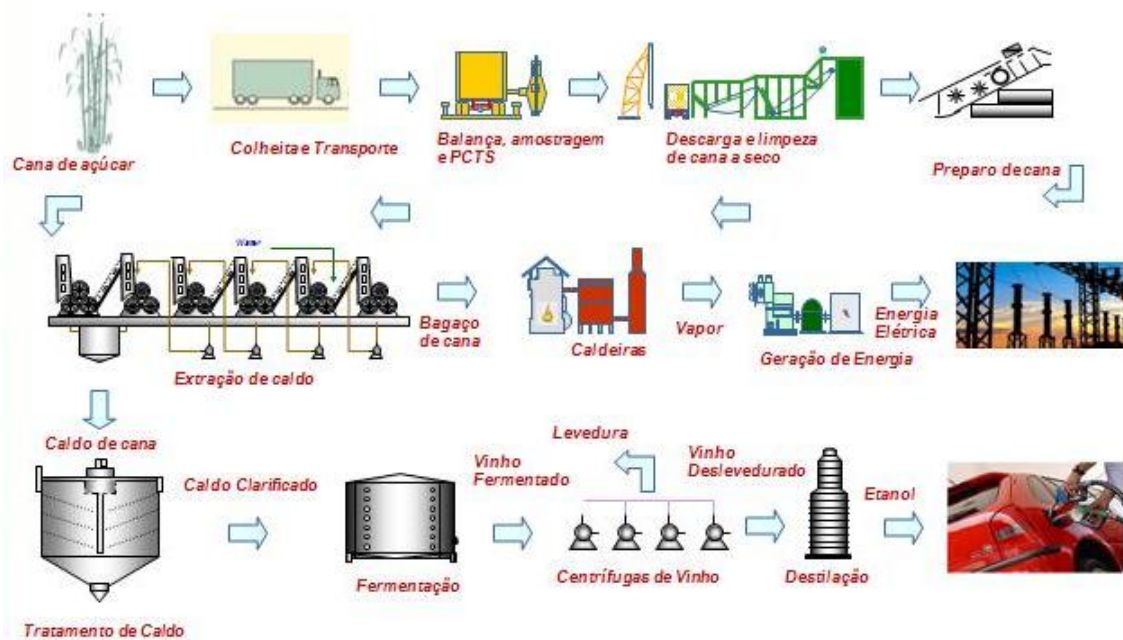 Cana de açúcar
Colheita e Transporte
Balança, amostragem
e PCTS
Descarga e limpeza
de cana a seco
Preparo de cana
Water
Extração de caldo
Bagaço
de cana
Caldeiras
Vapor
Geração de Energia
Energia
Elétrica
Caldo de cana
Tratamento de Caldo
Caldo Clarificado
Fermentação
Vinho
Fermentado
Levedura
Centrífugas de Vinho
Vinho
Deslevedurado
Destilação
Etanol